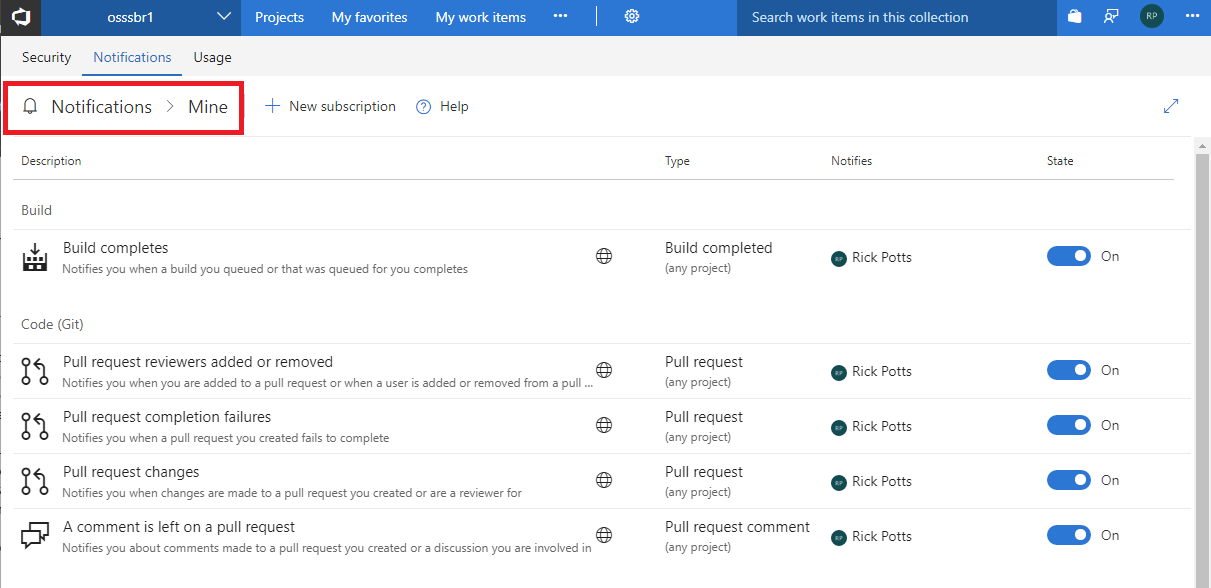 osssbr1 Projects My favorites My work items ... Search work items in this collection RP ...
Security Notifications Usage
Notifications > Mine + New subscription ? Help
Description Type Notifies State
Build
Build completes Build completed
Notifies you when a build you queued or that was queued for you completes (any project) RP Rick Potts On
Code (Git)
Pull request reviewers added or removed Pull request
Notifies you when you are added to a pull request or when a user is added or removed from a pull ... (any project) RP Rick Potts On
Pull request completion failures Pull request
Notifies you when a pull request you created fails to complete (any project) RP Rick Potts On
Pull request changes Pull request
Notifies you when changes are made to a pull request you created or are a reviewer for (any project) RP Rick Potts On
A comment is left on a pull request Pull request comment
Notifies you about comments made to a pull request you created or a discussion you are involved in (any project) RP Rick Potts On